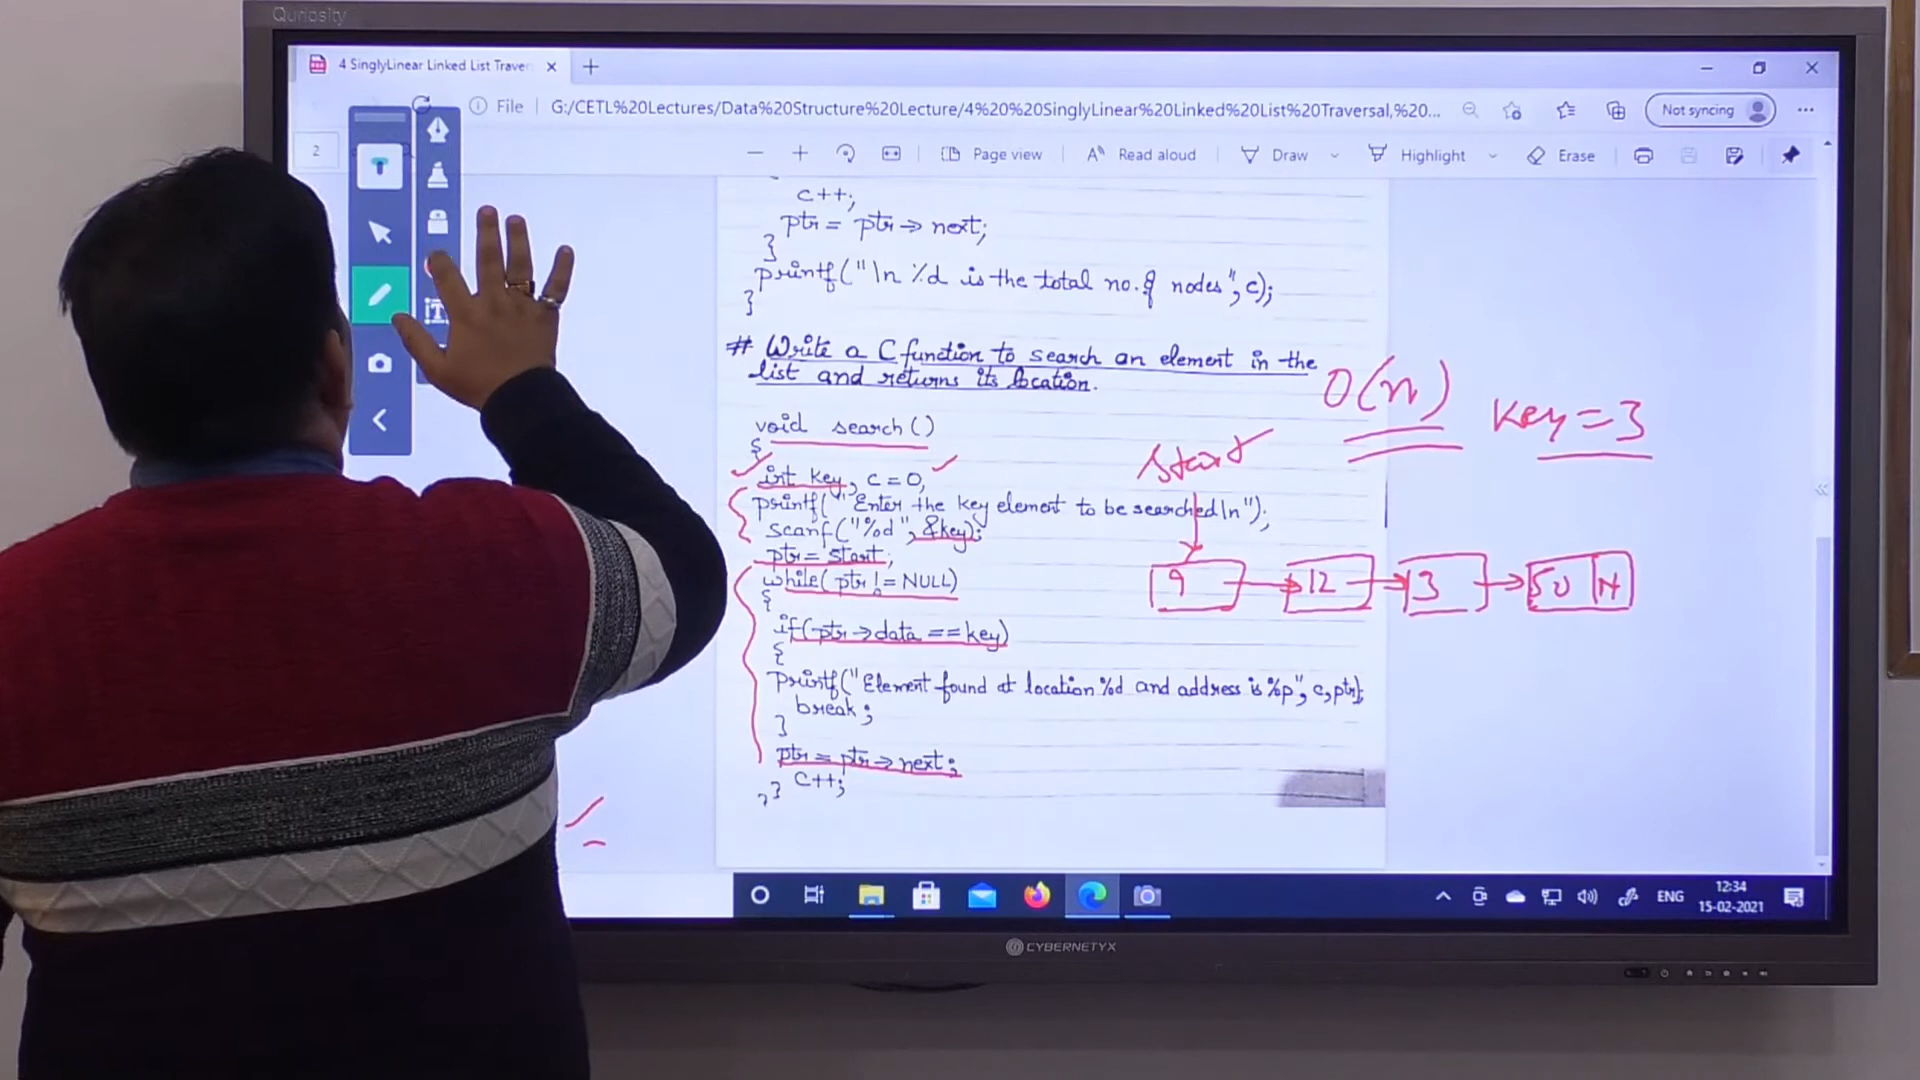 Quriosity
4 SinglyLinear Linked List Traver
File
G:/CETL%20Lectures/Data%20Structure%20Lecture/4%20%20SinglyLinear%20Linked%20List%20Traversal,%20...
Not syncing
2
Page view
Read aloud
Draw
Highlight
Erase
c++;
ptr = ptr → next;
}
printf("\n %d is the total no. of nodes", c);
}
# Write a C function to search an element in the
list and returns its location.
O(n)
key = 3
void search()
{
start
int key, c = 0,
printf("Enter the key element to be searched\n");
scanf("%d", &key);
ptr = start;
while(ptr != NULL)
9 12 13 50 N
{
if(ptr → data == key)
{
printf("Element found at location %d and address is %p", c, ptr);
break;
}
ptr = ptr → next;
c++;
}
ENG
12:34
15-02-2021
CYBERNETYX